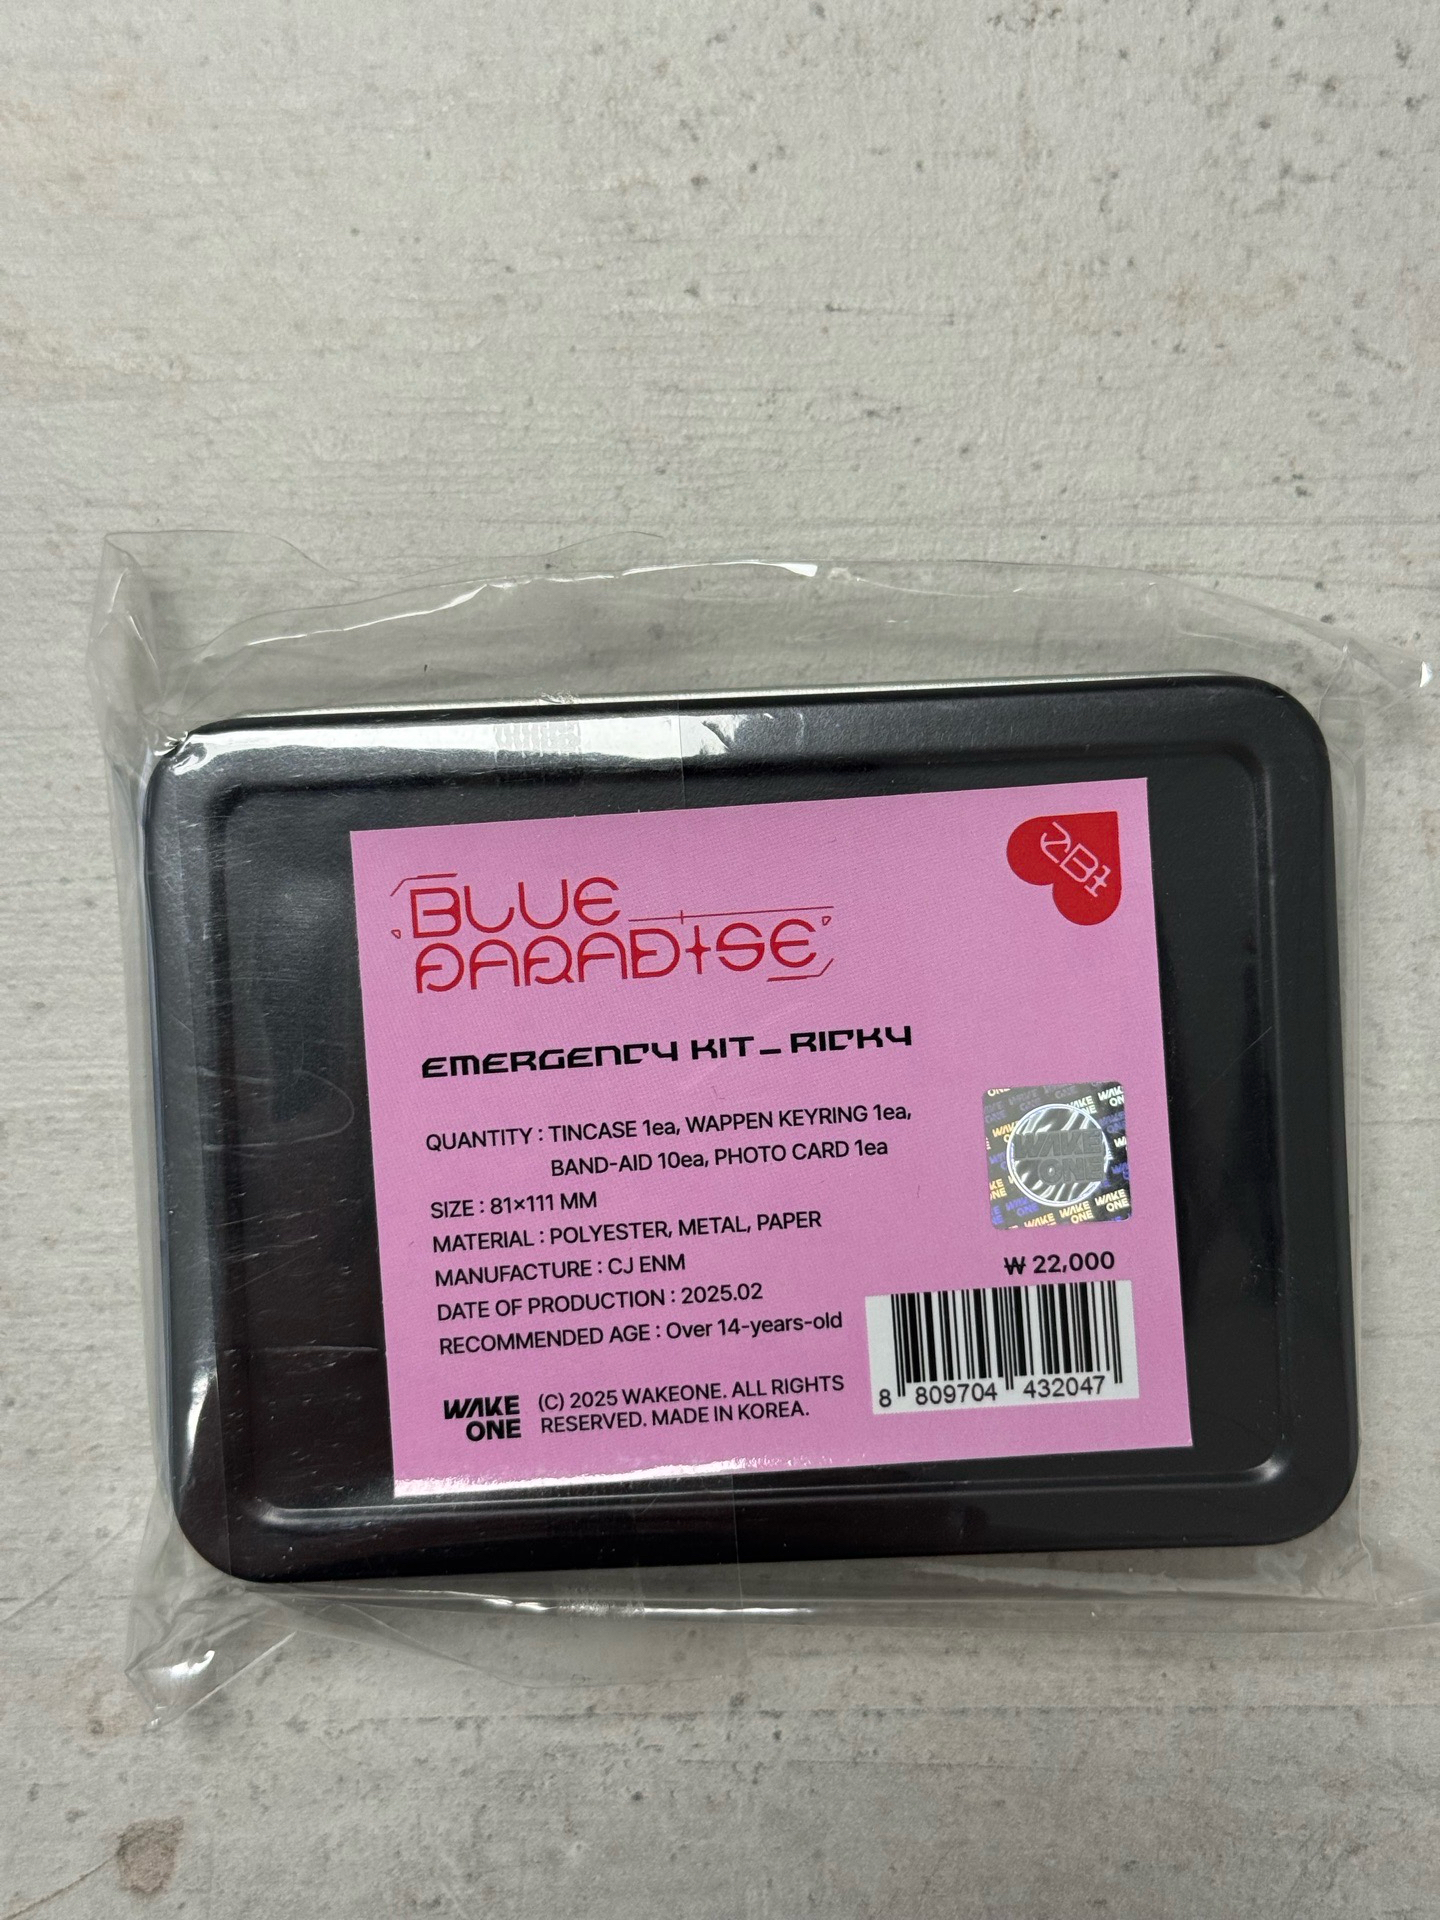 BLUE
PARADISE
ZB1
EMERGENCY KIT_RICKY
QUANTITY : TINCASE 1ea, WAPPEN KEYRING 1ea,
BAND-AID 10ea, PHOTO CARD 1ea
SIZE : 81×111 MM
MATERIAL : POLYESTER, METAL, PAPER
MANUFACTURE : CJ ENM
DATE OF PRODUCTION : 2025.02
RECOMMENDED AGE : Over 14-years-old
WAKE
ONE
(C) 2025 WAKEONE. ALL RIGHTS
RESERVED. MADE IN KOREA.
WAKE
ONE
₩ 22,000
8 809704 432047